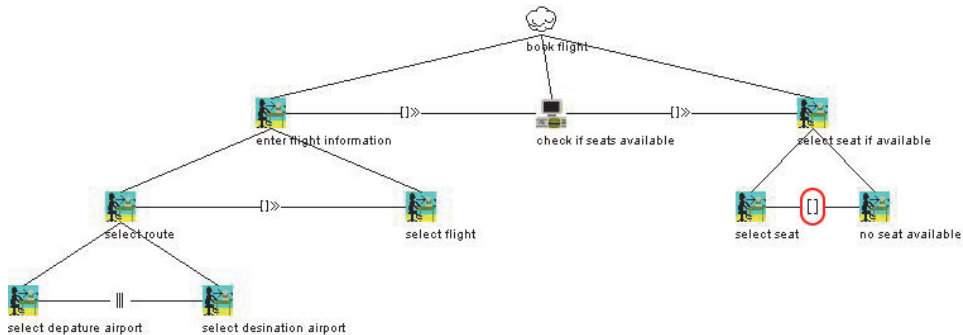 book flight
[]»
[]»
enter flight information
check if seats available
select seat if available
[]»
[]
select route
select flight
select seat
no seat available
|||
select depature airport
select desination airport